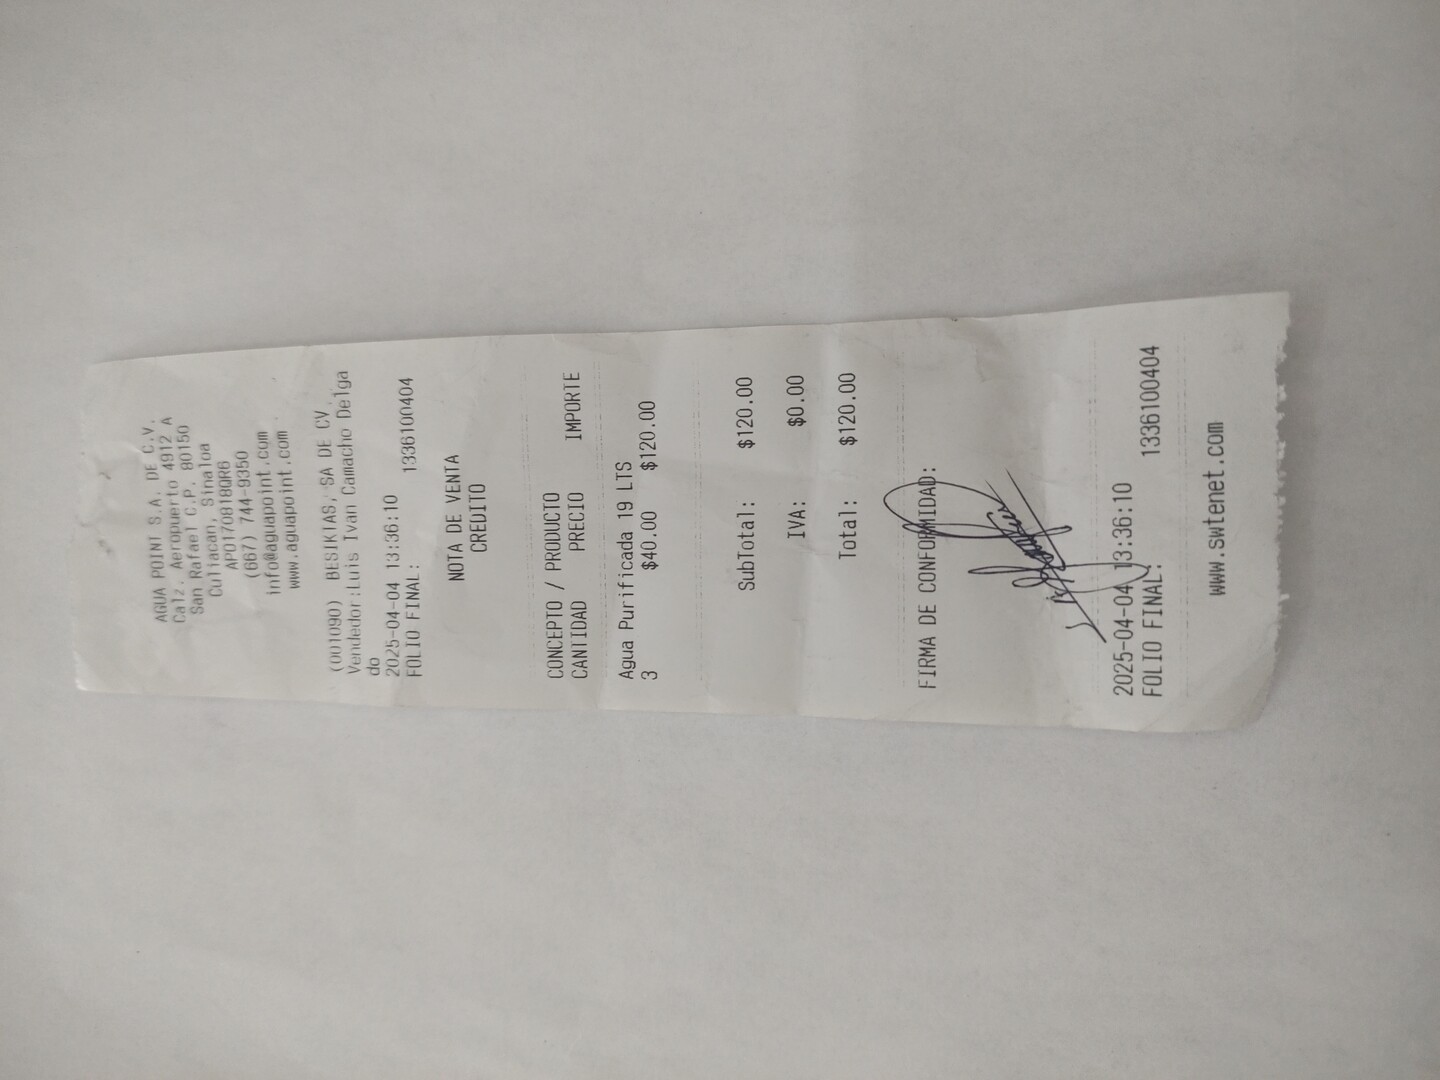 AGUA POINT S.A. DE C.V.
Calz. Aeropuerto 4912 A
San Rafael C.P. 80150
Culiacan, Sinaloa
APO170818QR6
(667) 744-9350
info@aguapoint.com
www.aguapoint.com
(001090) BESIKTAS, SA DE CV
Vendedor:Luis Ivan Camacho Delga
do
2025-04-04 13:36:10
FOLIO FINAL: 1336100404
NOTA DE VENTA
CREDITO
CONCEPTO / PRODUCTO
CANTIDAD PRECIO IMPORTE
Agua Purificada 19 LTS
3 $40.00 $120.00
SubTotal: $120.00
IVA: $0.00
Total: $120.00
FIRMA DE CONFORMIDAD:
2025-04-04 13:36:10
FOLIO FINAL: 1336100404
www.swtenet.com